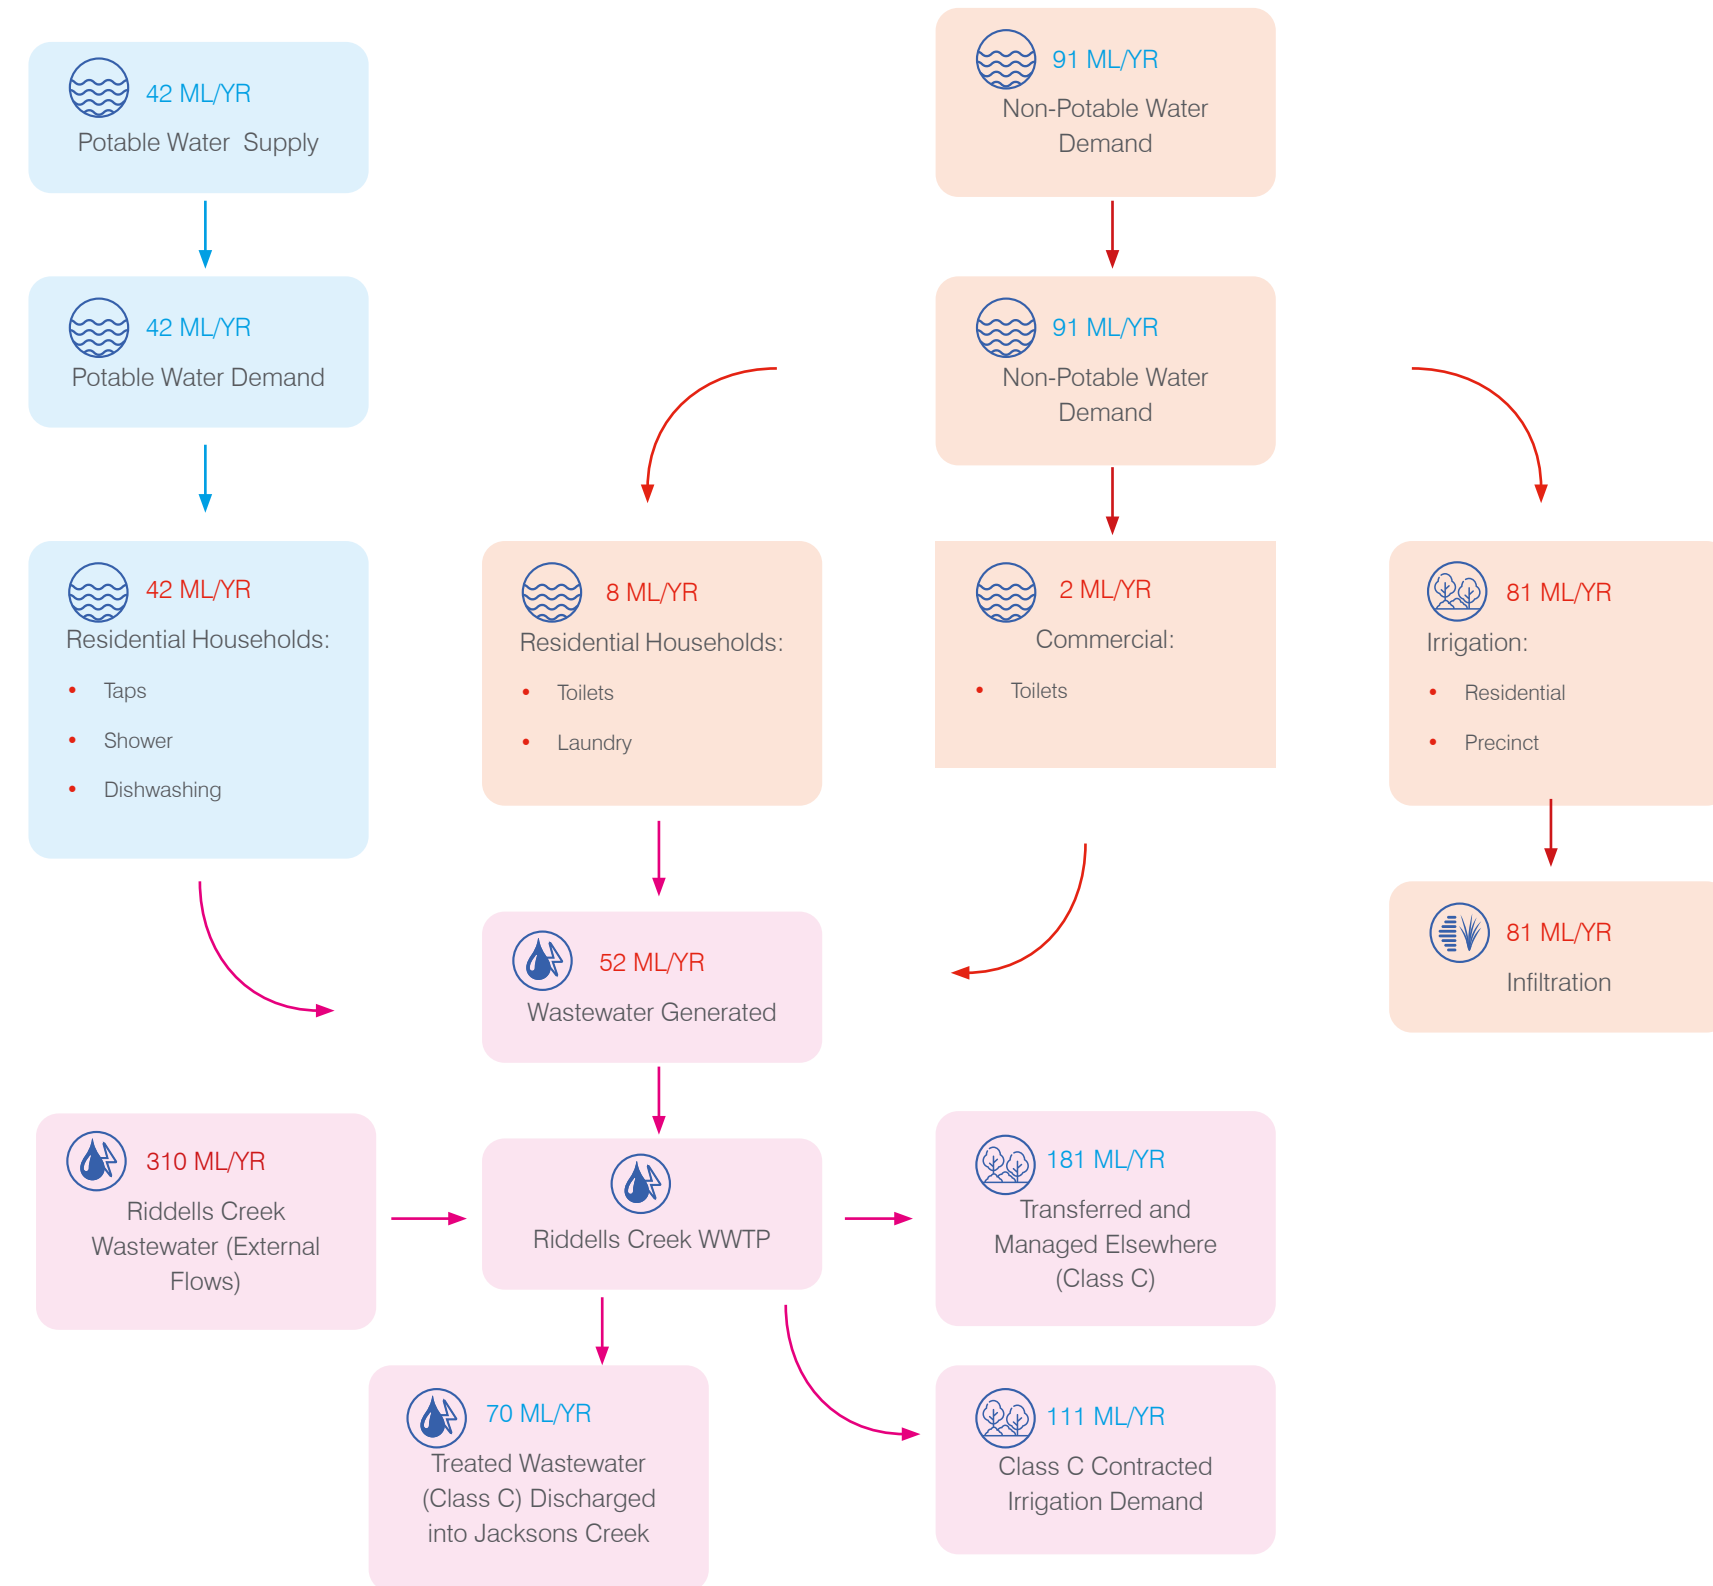 42 ML/YR
Potable Water Supply
91 ML/YR
Non-Potable Water
Demand
42 ML/YR
Potable Water Demand
91 ML/YR
Non-Potable Water
Demand
42 ML/YR
Residential Households:
• Taps
• Shower
• Dishwashing
8 ML/YR
Residential Households:
• Toilets
• Laundry
2 ML/YR
Commercial:
• Toilets
81 ML/YR
Irrigation:
• Residential
• Precinct
52 ML/YR
Wastewater Generated
81 ML/YR
Infiltration
310 ML/YR
Riddells Creek
Wastewater (External
Flows)
Riddells Creek WWTP
181 ML/YR
Transferred and
Managed Elsewhere
(Class C)
70 ML/YR
Treated Wastewater
(Class C) Discharged
into Jacksons Creek
111 ML/YR
Class C Contracted
Irrigation Demand